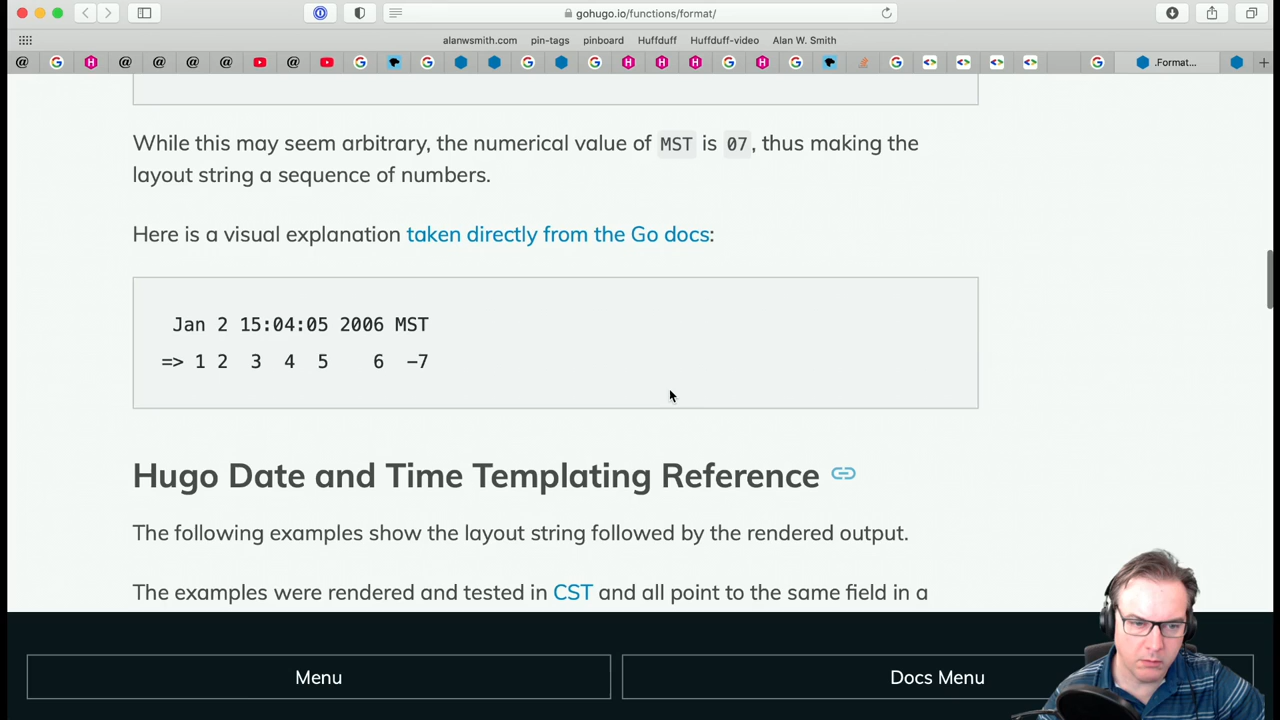 gohugo.io/functions/format/
alanwsmith.com pin-tags pinboard Huffduff Huffduff-video Alan W. Smith
.Format...
While this may seem arbitrary, the numerical value of MST is 07, thus making the
layout string a sequence of numbers.
Here is a visual explanation taken directly from the Go docs:
Jan 2 15:04:05 2006 MST
=> 1 2 3 4 5 6 -7
Hugo Date and Time Templating Reference
The following examples show the layout string followed by the rendered output.
The examples were rendered and tested in CST and all point to the same field in a
Menu Docs Menu